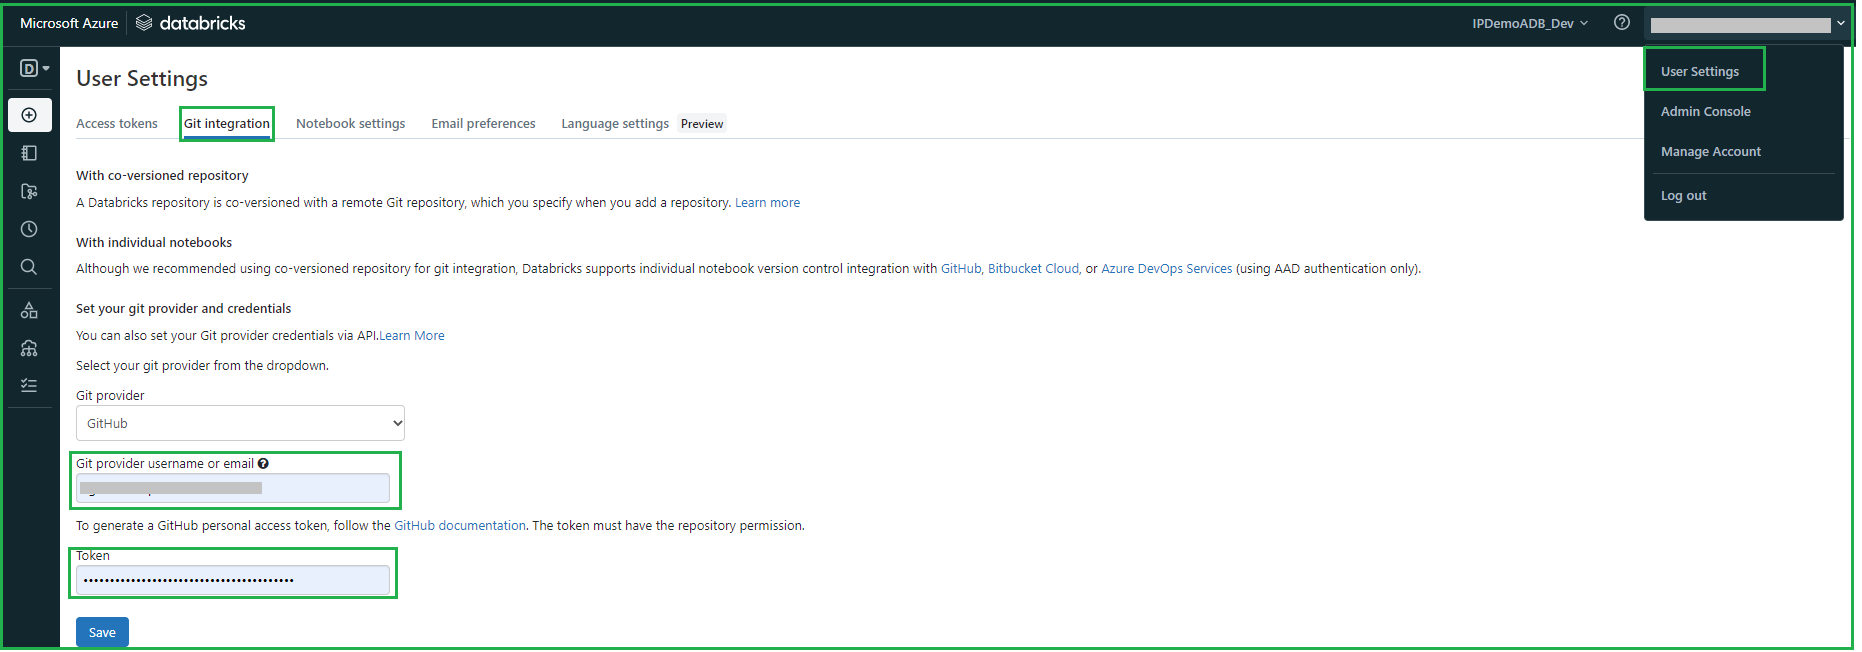 Microsoft Azure databricks IPDemoADB_Dev
User Settings
Admin Console
Manage Account
Log out
User Settings
Access tokens Git integration Notebook settings Email preferences Language settings Preview
With co-versioned repository
A Databricks repository is co-versioned with a remote Git repository, which you specify when you add a repository. Learn more
With individual notebooks
Although we recommended using co-versioned repository for git integration, Databricks supports individual notebook version control integration with GitHub, Bitbucket Cloud, or Azure DevOps Services (using AAD authentication only).
Set your git provider and credentials
You can also set your Git provider credentials via API.Learn More
Select your git provider from the dropdown.
Git provider
GitHub
Git provider username or email
To generate a GitHub personal access token, follow the GitHub documentation. The token must have the repository permission.
Token
Save